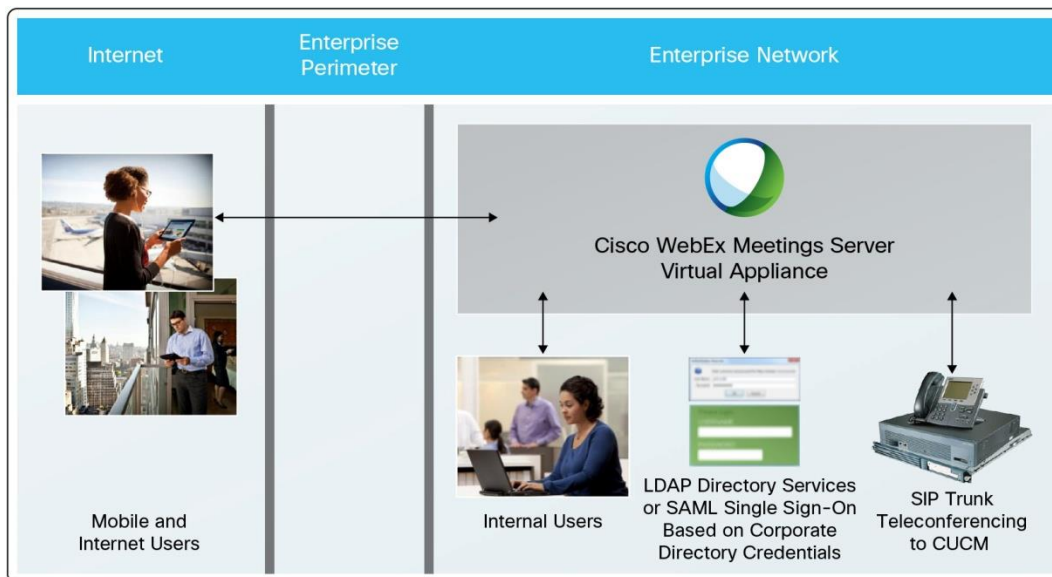 Internet
Enterprise
Perimeter
Enterprise Network
Cisco WebEx Meetings Server
Virtual Appliance
Mobile and
Internet Users
Internal Users
LDAP Directory Services
or SAML Single Sign-On
Based on Corporate
Directory Credentials
SIP Trunk
Teleconferencing
to CUCM